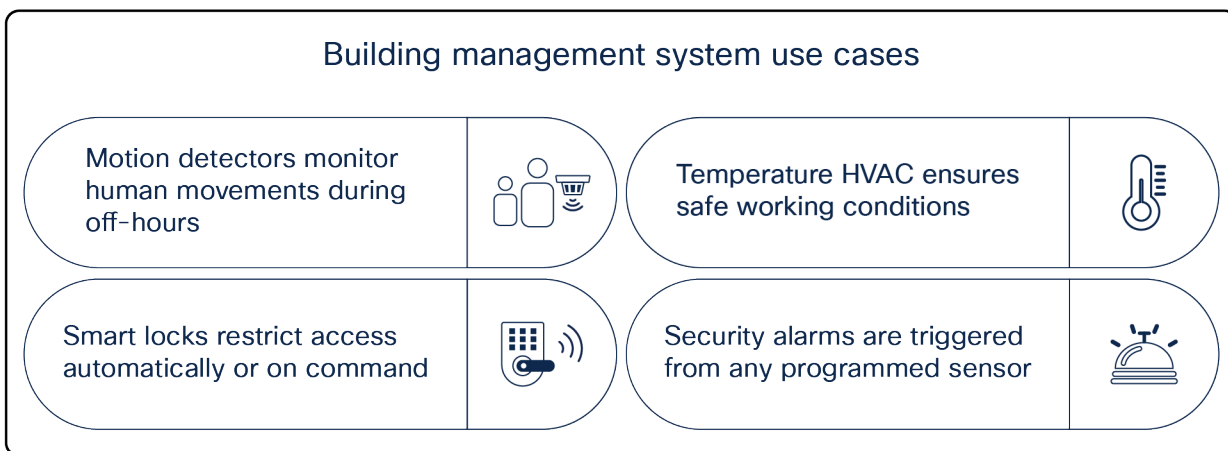 Building management system use cases
Motion detectors monitor
human movements during
off-hours
Temperature HVAC ensures
safe working conditions
Smart locks restrict access
automatically or on command
Security alarms are triggered
from any programmed sensor